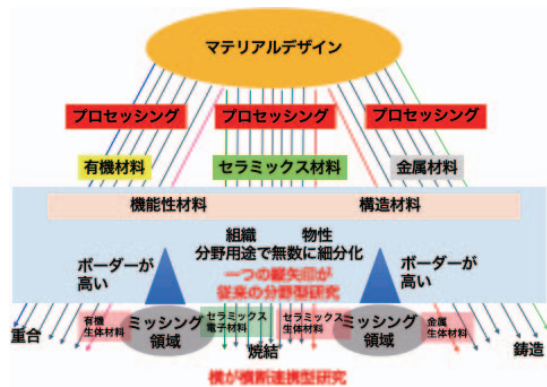 マテリアルデザイン
プロセッシング
プロセッシング
プロセッシング
有機材料
セラミックス材料
金属材料
機能性材料
構造材料
組織
物性
分野用途で無数に細分化
ボーダーが
高い
一つの縦矢印が
従来の分野型研究
ボーダーが
高い
重合
有機
生体材料
ミッシング
領域
セラミックス
電子材料
焼結
セラミックス
生体材料
ミッシング
領域
金属
生体材料
鋳造
横が横断連携型研究